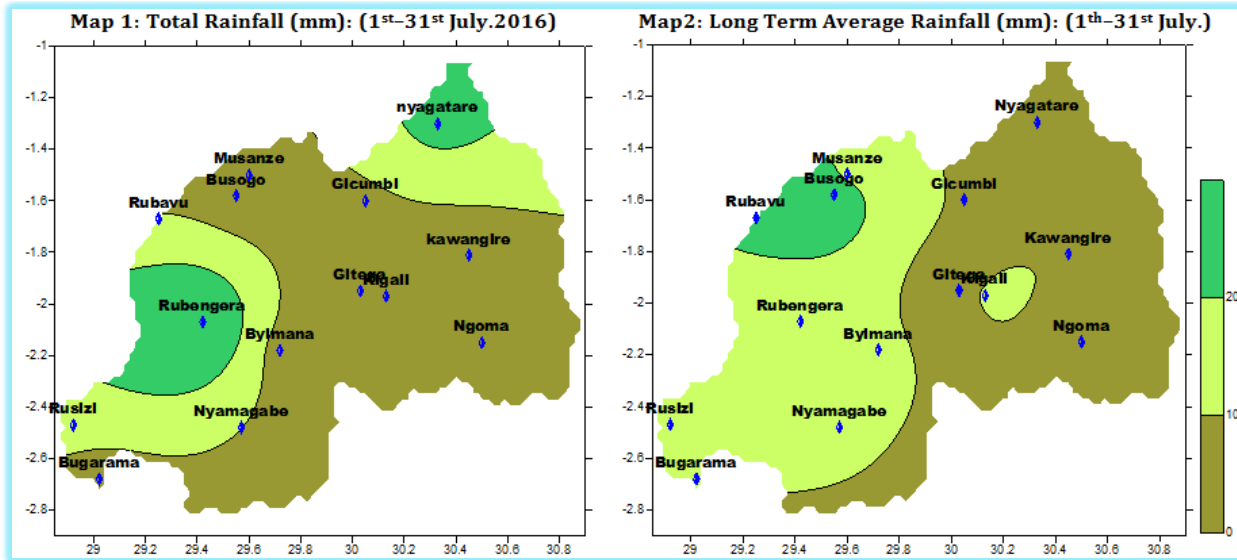 Map 1: Total Rainfall (mm): (1st–31st July.2016)
-1
-1.2
-1.4
-1.6
-1.8
-2
-2.2
-2.4
-2.6
-2.8
nyagatare
Musanze
Busogo
Gicumbi
Rubavu
kawangire
Gitega
Kigali
Rubengera
Ngoma
Byimana
Rusizi
Nyamagabe
Bugarama
29 29.2 29.4 29.6 29.8 30 30.2 30.4 30.6 30.8
Map2: Long Term Average Rainfall (mm): (1th–31st July.)
-1
-1.2
-1.4
-1.6
-1.8
-2
-2.2
-2.4
-2.6
-2.8
Nyagatare
Musanze
Busogo
Gicumbi
Rubavu
Kawangire
Gitega
Kigali
Rubengera
Ngoma
Byimana
Rusizi
Nyamagabe
Bugarama
29 29.2 29.4 29.6 29.8 30 30.2 30.4 30.6 30.8
20
10
0